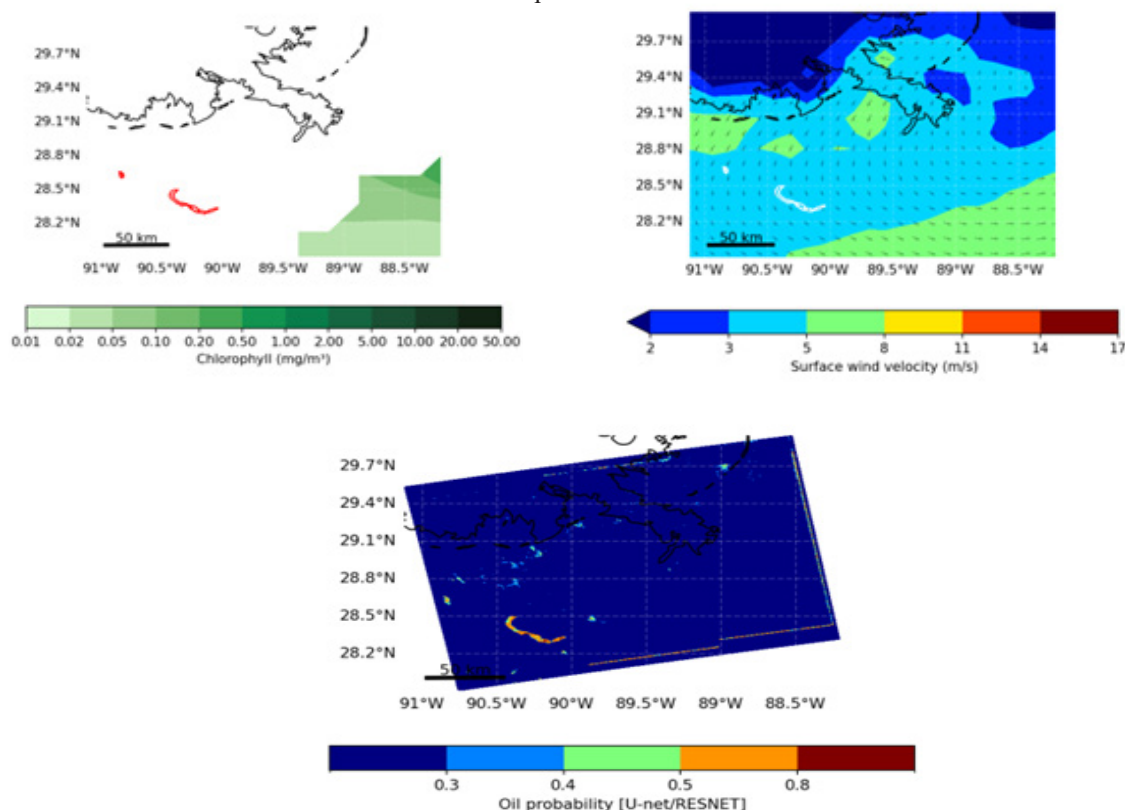 29.7°N
29.4°N
29.1°N
28.8°N
28.5°N
28.2°N
50 km
91°W 90.5°W 90°W 89.5°W 89°W 88.5°W
0.01 0.02 0.05 0.10 0.20 0.50 1.00 2.00 5.00 10.00 20.00 50.00
Chlorophyll (mg/m³)
29.7°N
29.4°N
29.1°N
28.8°N
28.5°N
28.2°N
50 km
91°W 90.5°W 90°W 89.5°W 89°W 88.5°W
2 3 5 8 11 14 17
Surface wind velocity (m/s)
29.7°N
29.4°N
29.1°N
28.8°N
28.5°N
28.2°N
50 km
91°W 90.5°W 90°W 89.5°W 89°W 88.5°W
0.3 0.4 0.5 0.8
Oil probability [U-net/RESNET]